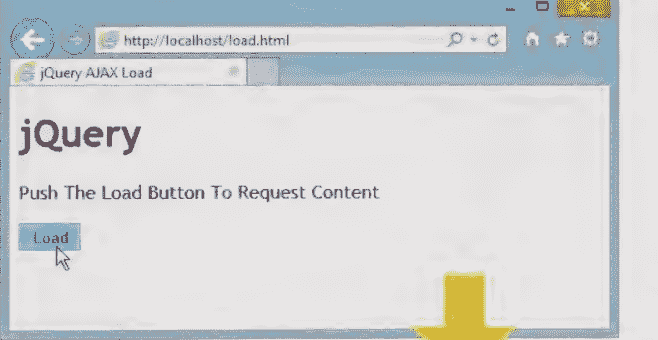 http://localhost/load.html
jQuery AJAX Load
jQuery
Push The Load Button To Request Content
Load